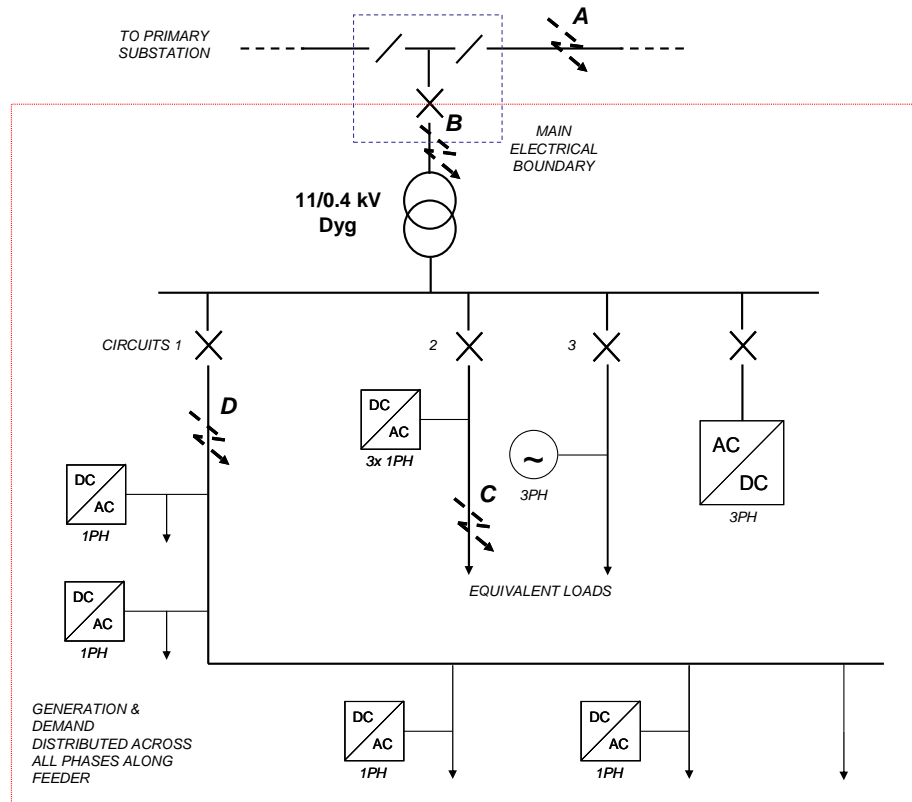 A
TO PRIMARY
SUBSTATION
B
MAIN
ELECTRICAL
BOUNDARY
11/0.4 kV
Dyg
CIRCUITS 1
2
3
D
DC
AC
3x 1PH
~
3PH
AC
DC
3PH
C
DC
AC
1PH
EQUIVALENT LOADS
DC
AC
1PH
GENERATION &
DEMAND
DISTRIBUTED ACROSS
ALL PHASES ALONG
FEEDER
DC
AC
1PH
DC
AC
1PH